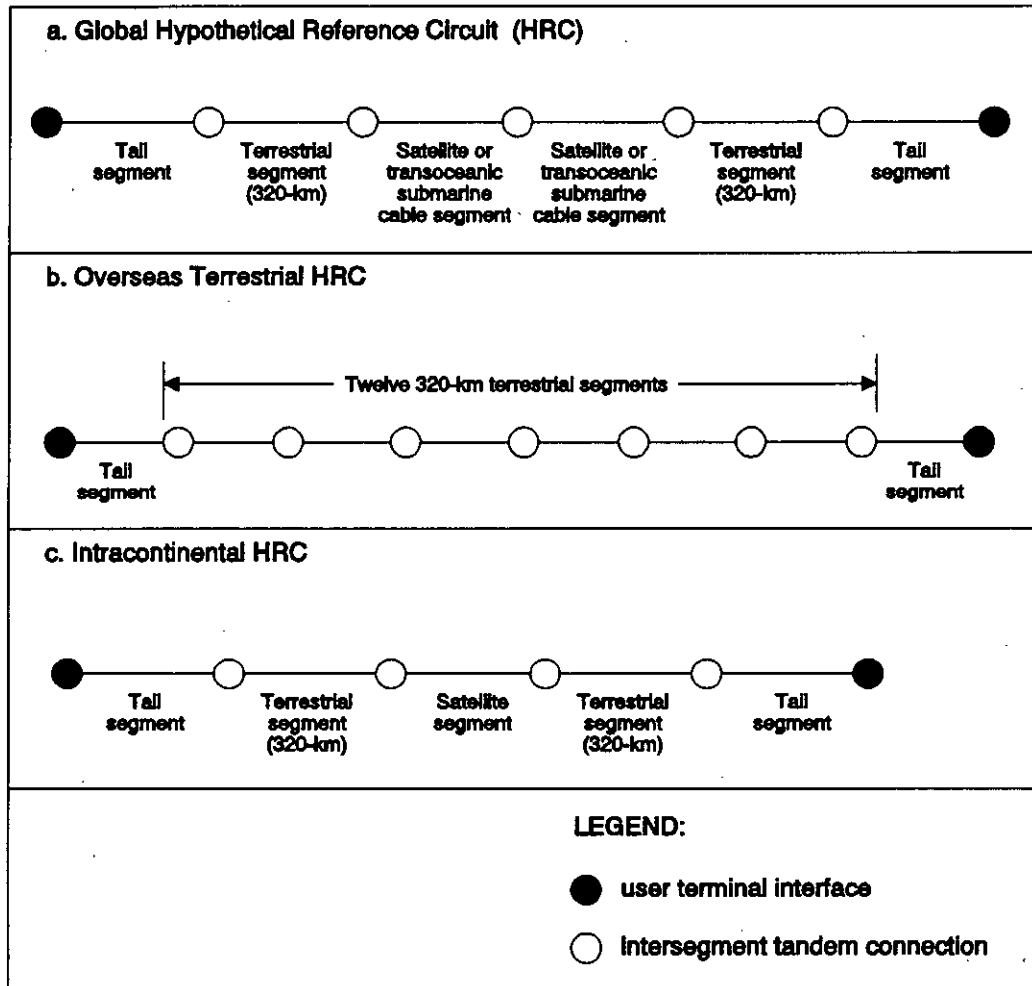 a. Global Hypothetical Reference Circuit (HRC)
Tail
segment
Terrestrial
segment
(320-km)
Satellite or
transoceanic
submarine
cable segment
Satellite or
transoceanic
submarine
cable segment
Terrestrial
segment
(320-km)
Tail
segment
b. Overseas Terrestrial HRC
Twelve 320-km terrestrial segments
Tail
segment
Tail
segment
c. Intracontinental HRC
Tail
segment
Terrestrial
segment
(320-km)
Satellite
segment
Terrestrial
segment
(320-km)
Tail
segment
LEGEND:
user terminal interface
intersegment tandem connection